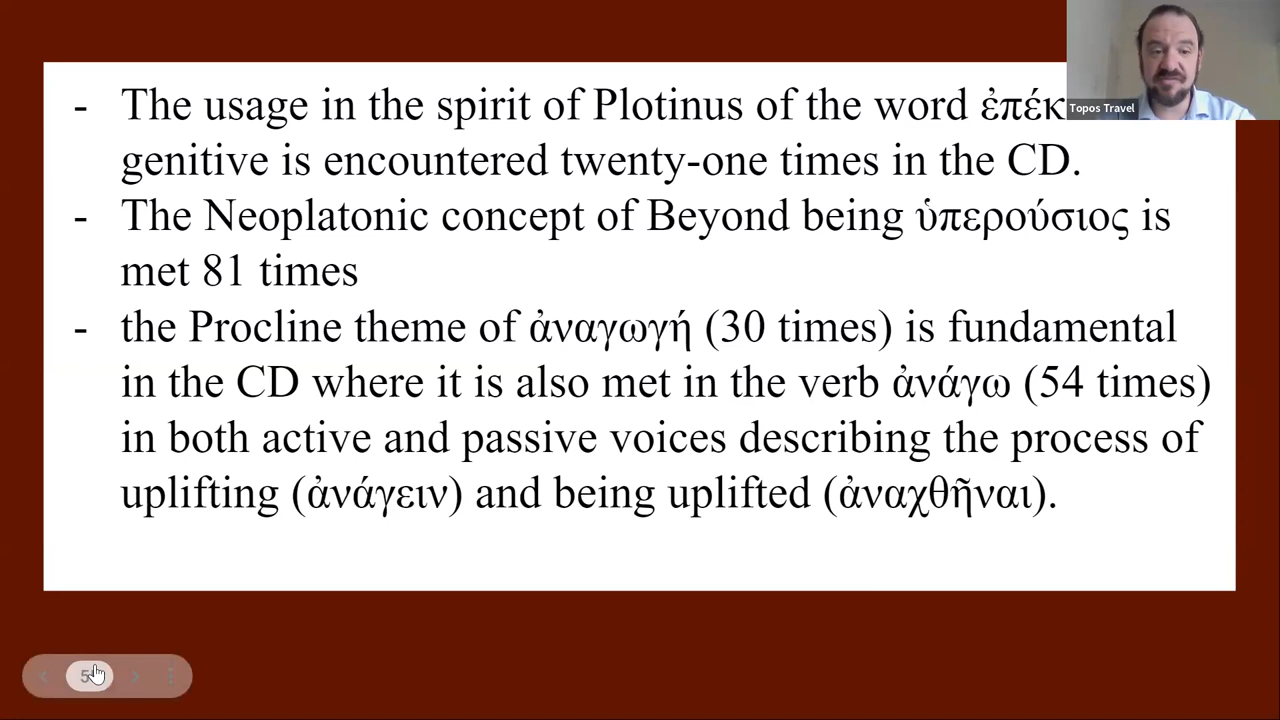 - The usage in the spirit of Plotinus of the word
genitive is encountered twenty-one times in the CD.
- The Neoplatonic concept of Beyond being ὑπερούσιος is
met 81 times
- the Procline theme of ἀναγωγή (30 times) is fundamental
in the CD where it is also met in the verb ἀνάγω (54 times)
in both active and passive voices describing the process of
uplifting (ἀνάγειν) and being uplifted (ἀναχθῆναι).
Topos Travel